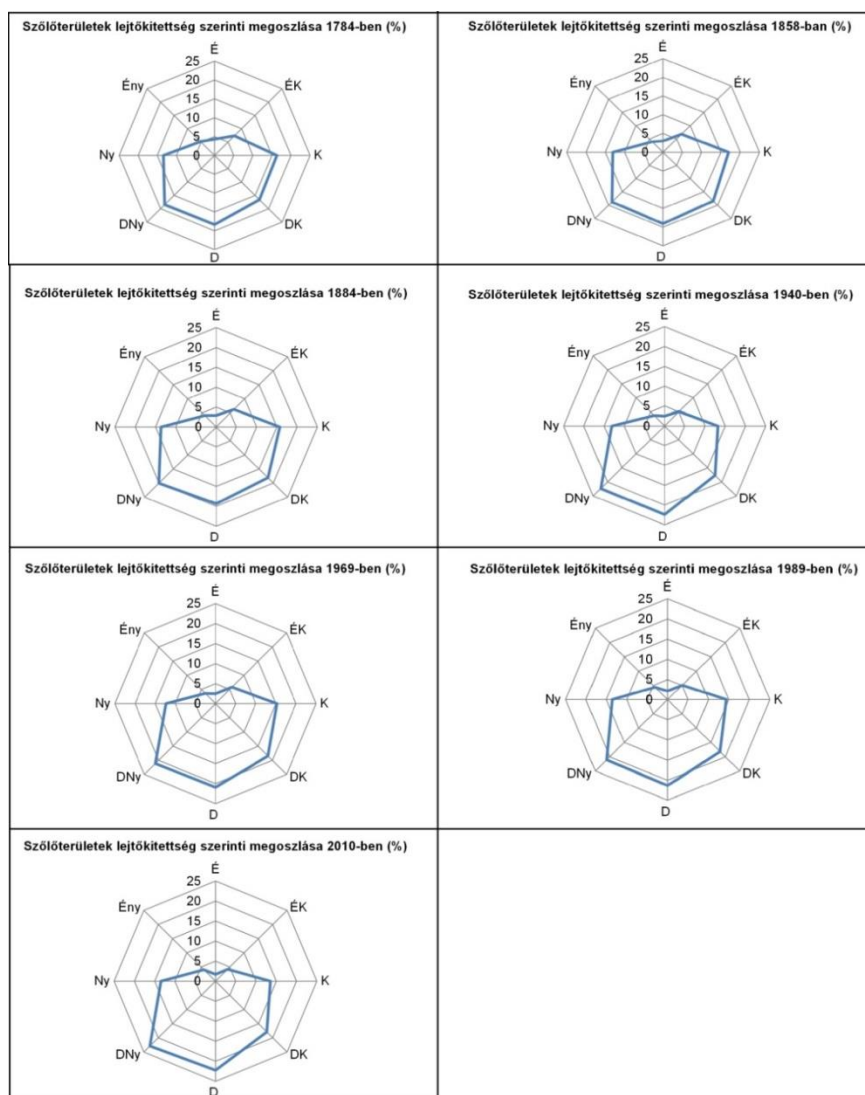 Szőlőterületek lejtőkitettség szerinti megoszlása 1784-ben (%)
É
25
20
15
10
5
0
Ény
ÉK
Ny
K
DNy
DK
D
Szőlőterületek lejtőkitettség szerinti megoszlása 1858-ban (%)
É
25
20
15
10
5
0
Ény
ÉK
Ny
K
DNy
DK
D
Szőlőterületek lejtőkitettség szerinti megoszlása 1884-ben (%)
É
25
20
15
10
5
0
Ény
ÉK
Ny
K
DNy
DK
D
Szőlőterületek lejtőkitettség szerinti megoszlása 1940-ben (%)
É
25
20
15
10
5
0
Ény
ÉK
Ny
K
DNy
DK
D
Szőlőterületek lejtőkitettség szerinti megoszlása 1969-ben (%)
É
25
20
15
10
5
0
Ény
ÉK
Ny
K
DNy
DK
D
Szőlőterületek lejtőkitettség szerinti megoszlása 1989-ben (%)
É
25
20
15
10
5
0
Ény
ÉK
Ny
K
DNy
DK
D
Szőlőterületek lejtőkitettség szerinti megoszlása 2010-ben (%)
É
25
20
15
10
5
0
Ény
ÉK
Ny
K
DNy
DK
D